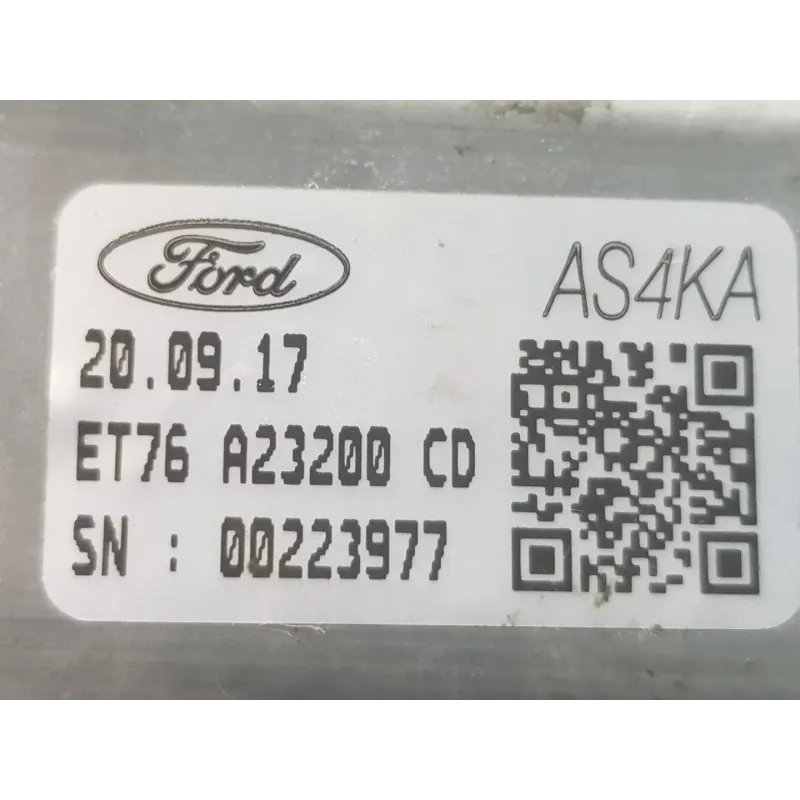 Ford
AS4KA
20.09.17
ET76 A23200 CD
SN : 00223977